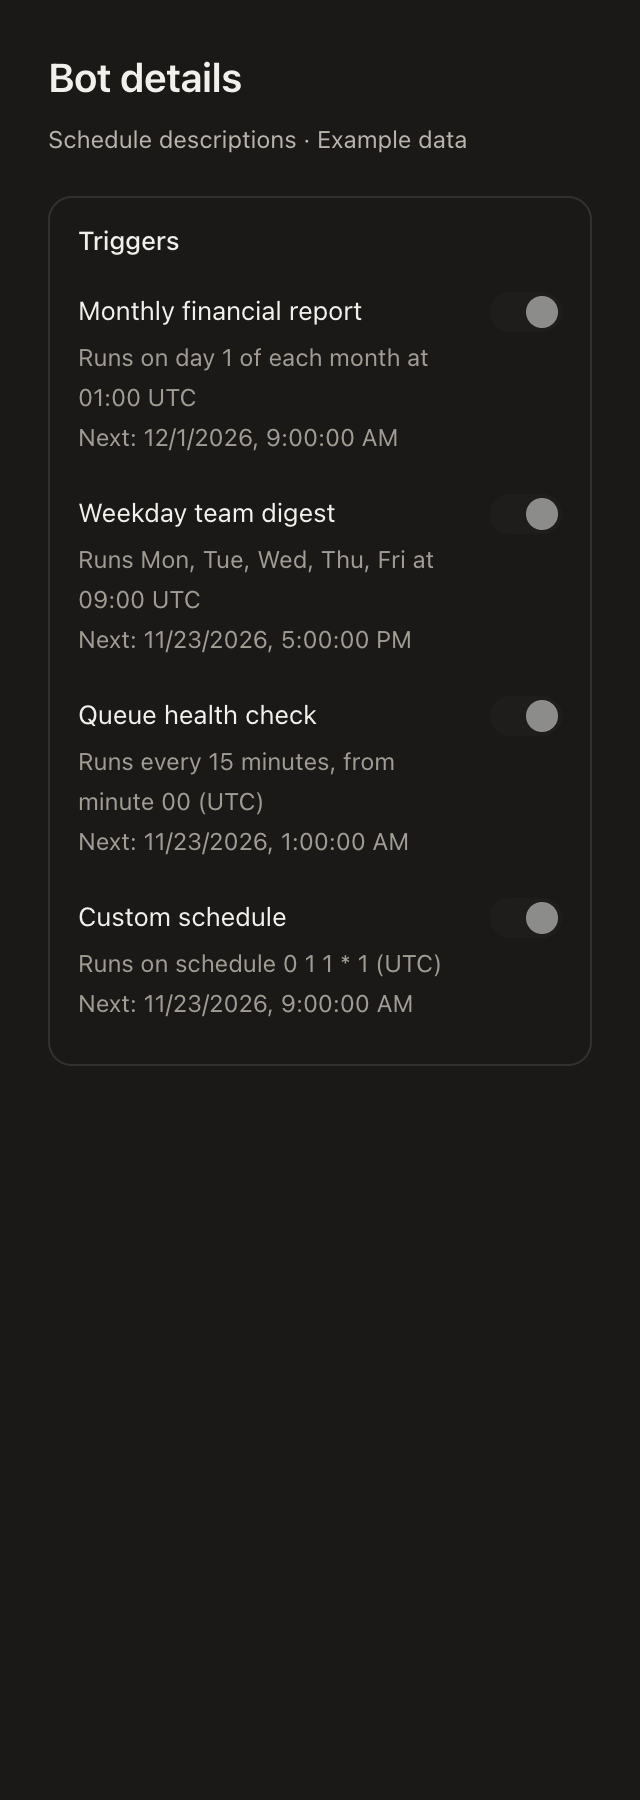 Bot details
Schedule descriptions · Example data
Triggers
Monthly financial report
Runs on day 1 of each month at
01:00 UTC
Next: 12/1/2026, 9:00:00 AM
Weekday team digest
Runs Mon, Tue, Wed, Thu, Fri at
09:00 UTC
Next: 11/23/2026, 5:00:00 PM
Queue health check
Runs every 15 minutes, from
minute 00 (UTC)
Next: 11/23/2026, 1:00:00 AM
Custom schedule
Runs on schedule 0 1 1 * 1 (UTC)
Next: 11/23/2026, 9:00:00 AM